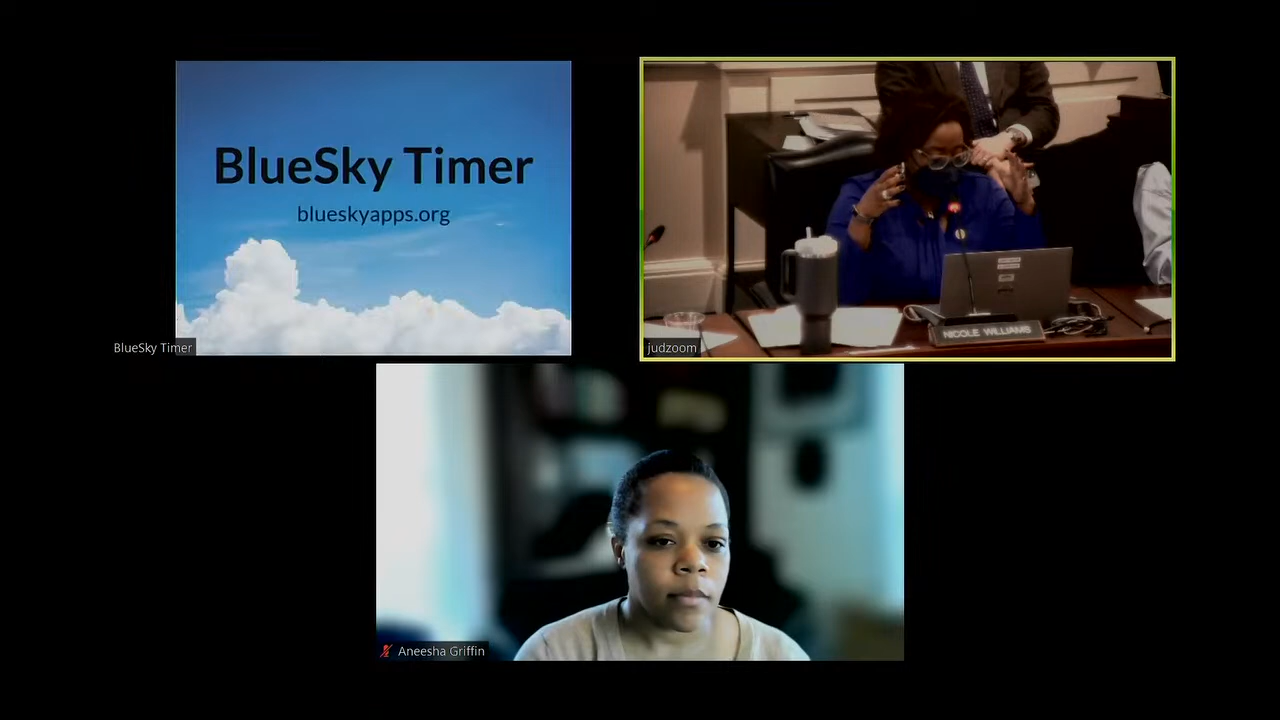 BlueSky Timer
blueskyapps.org
BlueSky Timer
judzoom
NICOLE WILLIAMS
Aneesha Griffin